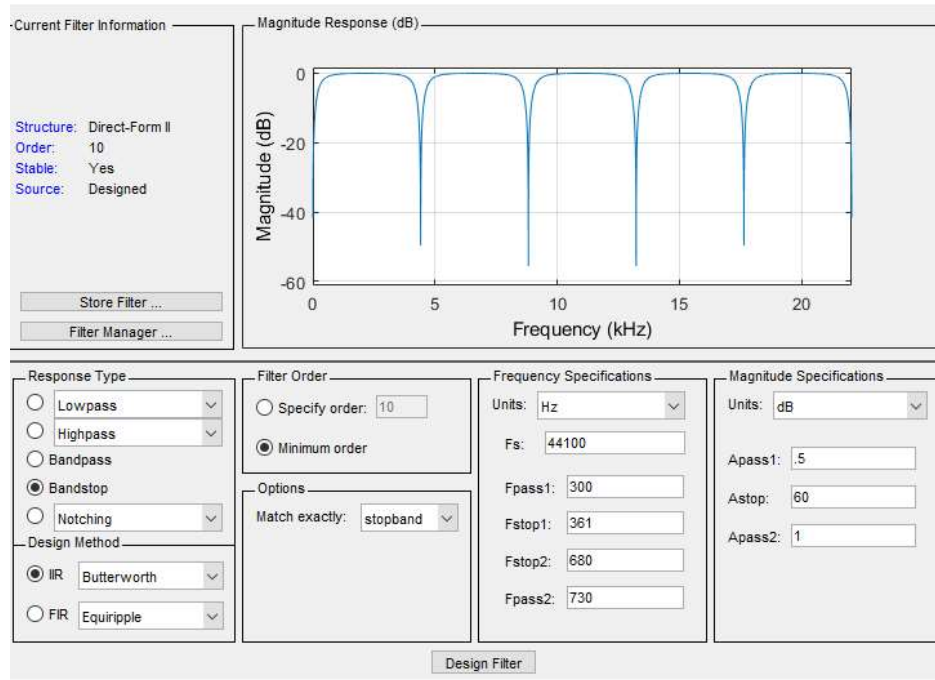 Current Filter Information
Structure: Direct-Form II
Order: 10
Stable: Yes
Source: Designed
Store Filter ...
Filter Manager ...
Magnitude Response (dB)
Magnitude (dB)
0
-20
-40
-60
0 5 10 15 20
Frequency (kHz)
Response Type
Lowpass
Highpass
Bandpass
Bandstop
Notching
Design Method
IIR Butterworth
FIR Equiripple
Filter Order
Specify order: 10
Minimum order
Options
Match exactly: stopband
Frequency Specifications
Units: Hz
Fs: 44100
Fpass1: 300
Fstop1: 361
Fstop2: 680
Fpass2: 730
Magnitude Specifications
Units: dB
Apass1: .5
Astop: 60
Apass2: 1
Design Filter